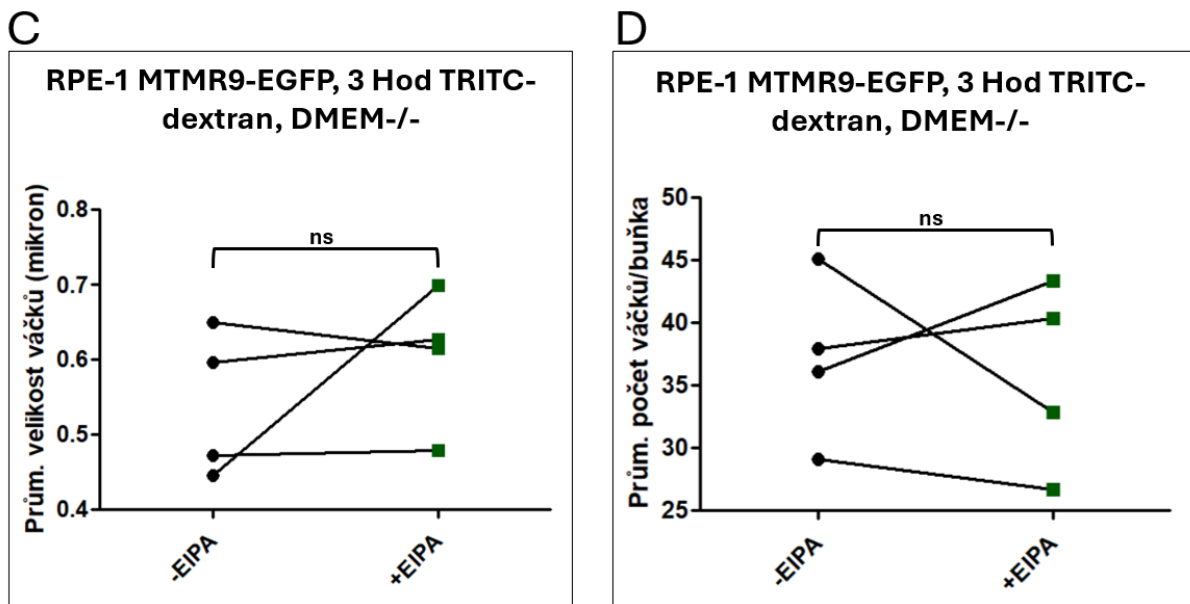 C
RPE-1 MTMR9-EGFP, 3 Hod TRITC-
dextran, DMEM-/-
Prům. velikost váčků (mikron)
0.8
0.7
0.6
0.5
0.4
ns
-EIPA
+EIPA
D
RPE-1 MTMR9-EGFP, 3 Hod TRITC-
dextran, DMEM-/-
Prům. počet váčků/buňka
50
45
40
35
30
25
ns
-EIPA
+EIPA